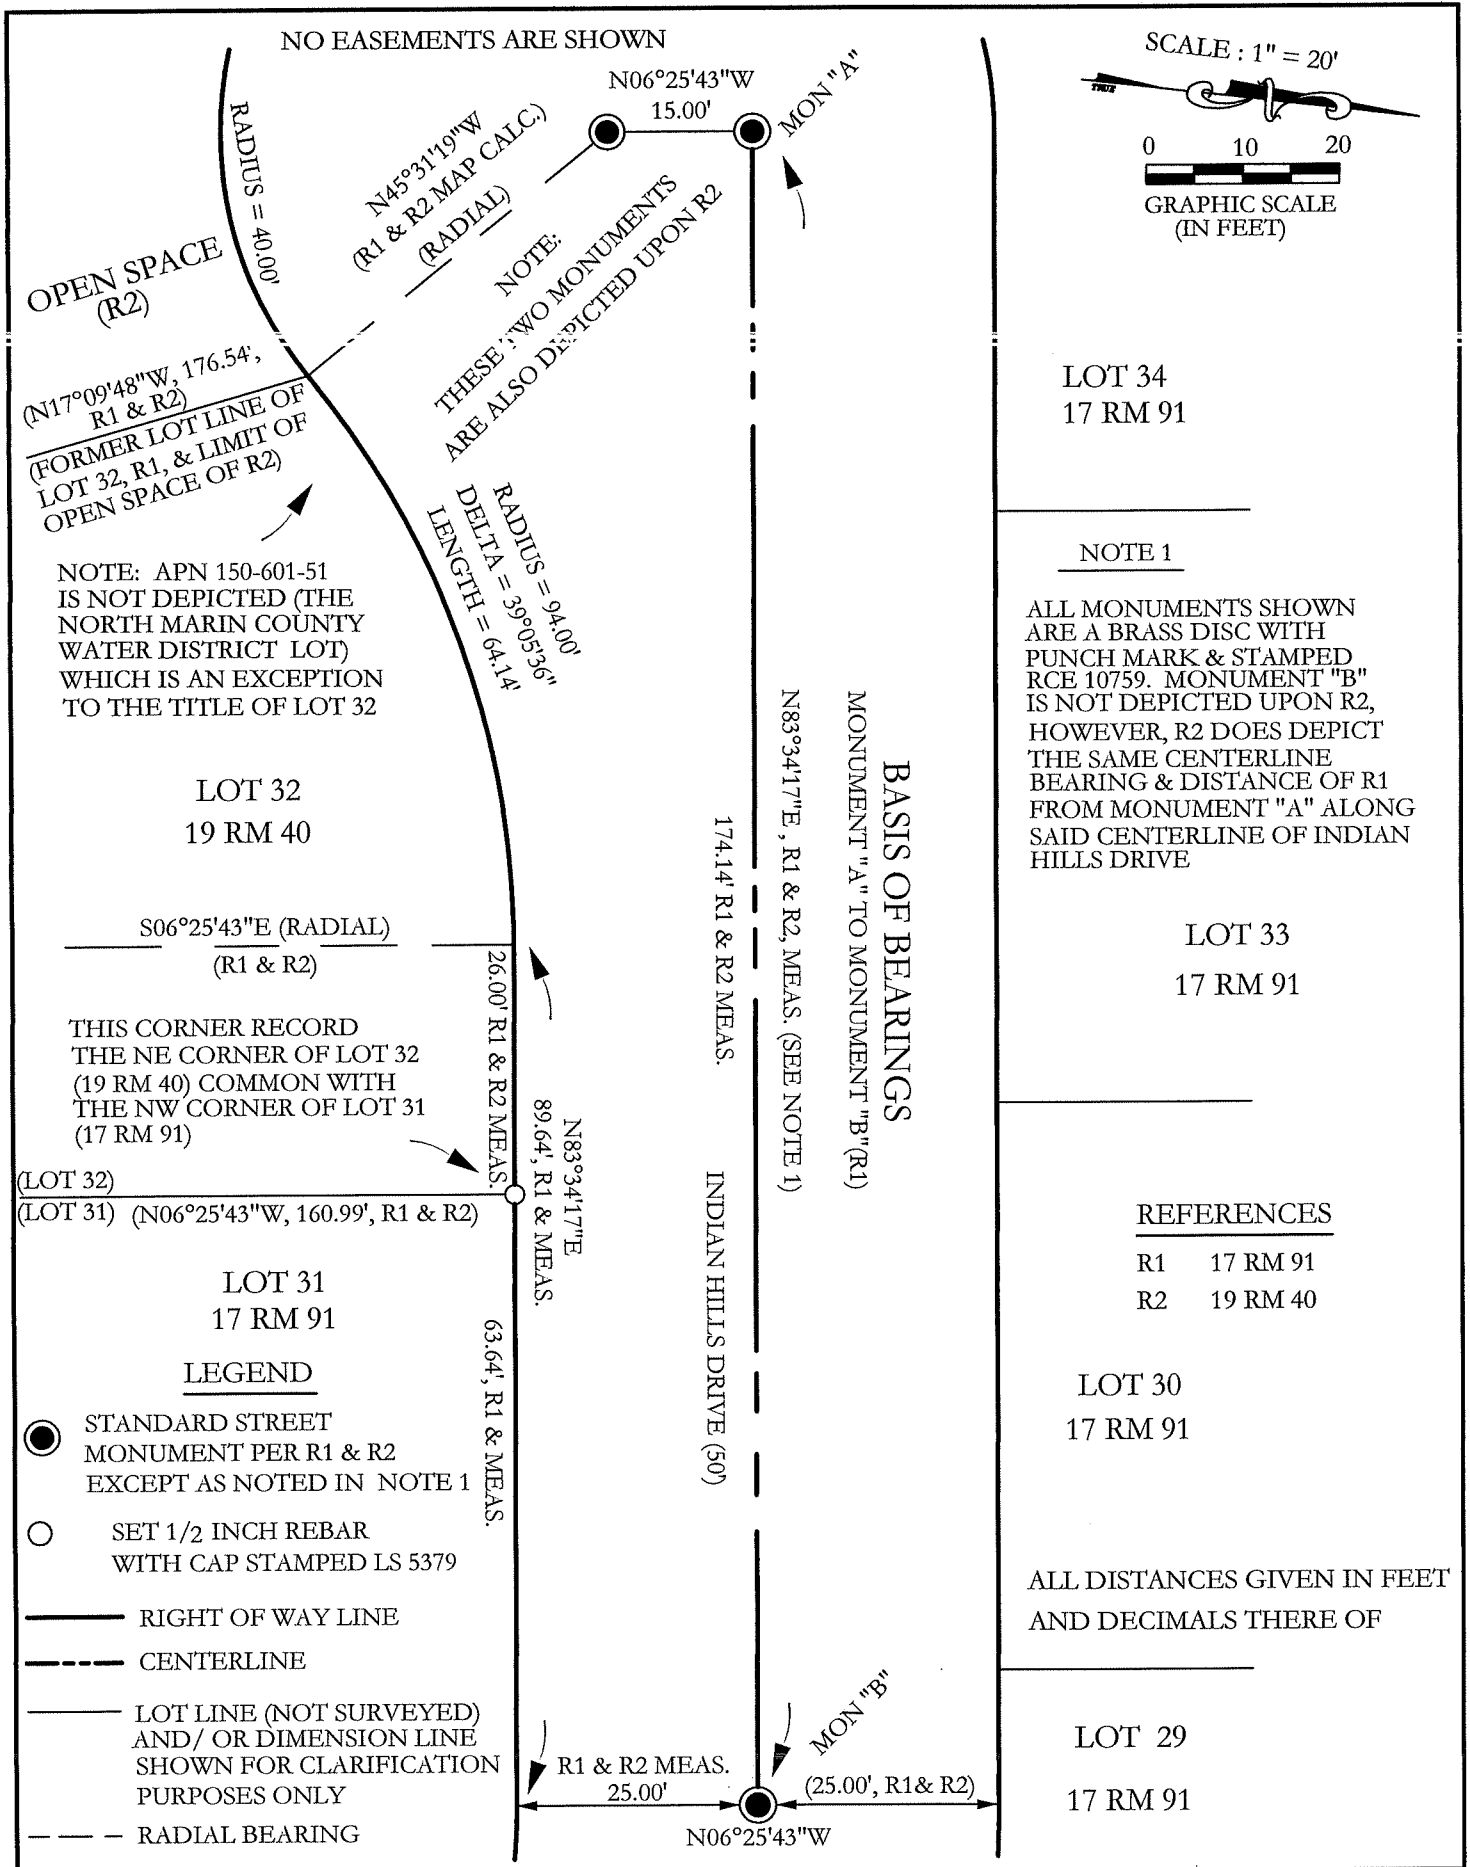 NO EASEMENTS ARE SHOWN
SCALE : 1" = 20'
TRUE
0 10 20
GRAPHIC SCALE
(IN FEET)
N06°25'43"W
15.00'
MON "A"
RADIUS = 40.00'
N45°31'19"W
(R1 & R2 MAP CALC.)
(RADIAL)
NOTE:
THESE TWO MONUMENTS
ARE ALSO DEPICTED UPON R2
OPEN SPACE
(R2)
(N17°09'48"W, 176.54',
R1 & R2)
(FORMER LOT LINE OF
LOT 32, R1, & LIMIT OF
OPEN SPACE OF R2)
LOT 34
17 RM 91
RADIUS = 94.00'
DELTA = 39°05'36"
LENGTH = 64.14'
NOTE: APN 150-601-51
IS NOT DEPICTED (THE
NORTH MARIN COUNTY
WATER DISTRICT LOT)
WHICH IS AN EXCEPTION
TO THE TITLE OF LOT 32
NOTE 1
ALL MONUMENTS SHOWN
ARE A BRASS DISC WITH
PUNCH MARK & STAMPED
RCE 10759. MONUMENT "B"
IS NOT DEPICTED UPON R2,
HOWEVER, R2 DOES DEPICT
THE SAME CENTERLINE
BEARING & DISTANCE OF R1
FROM MONUMENT "A" ALONG
SAID CENTERLINE OF INDIAN
HILLS DRIVE
LOT 32
19 RM 40
BASIS OF BEARINGS
MONUMENT "A" TO MONUMENT "B"(R1)
N83°34'17"E , R1 & R2, MEAS. (SEE NOTE 1)
174.14' R1 & R2 MEAS.
INDIAN HILLS DRIVE (50')
S06°25'43"E (RADIAL)
(R1 & R2)
26.00' R1 & R2 MEAS.
LOT 33
17 RM 91
THIS CORNER RECORD
THE NE CORNER OF LOT 32
(19 RM 40) COMMON WITH
THE NW CORNER OF LOT 31
(17 RM 91)
N83°34'17"E
89.64', R1 & MEAS.
(LOT 32)
(LOT 31) (N06°25'43"W, 160.99', R1 & R2)
LOT 31
17 RM 91
63.64', R1 & MEAS.
REFERENCES
R1 17 RM 91
R2 19 RM 40
LEGEND
STANDARD STREET
MONUMENT PER R1 & R2
EXCEPT AS NOTED IN NOTE 1
SET 1/2 INCH REBAR
WITH CAP STAMPED LS 5379
RIGHT OF WAY LINE
CENTERLINE
LOT LINE (NOT SURVEYED)
AND/ OR DIMENSION LINE
SHOWN FOR CLARIFICATION
PURPOSES ONLY
RADIAL BEARING
LOT 30
17 RM 91
ALL DISTANCES GIVEN IN FEET
AND DECIMALS THERE OF
MON "B"
R1 & R2 MEAS.
25.00'
(25.00', R1& R2)
N06°25'43"W
LOT 29
17 RM 91